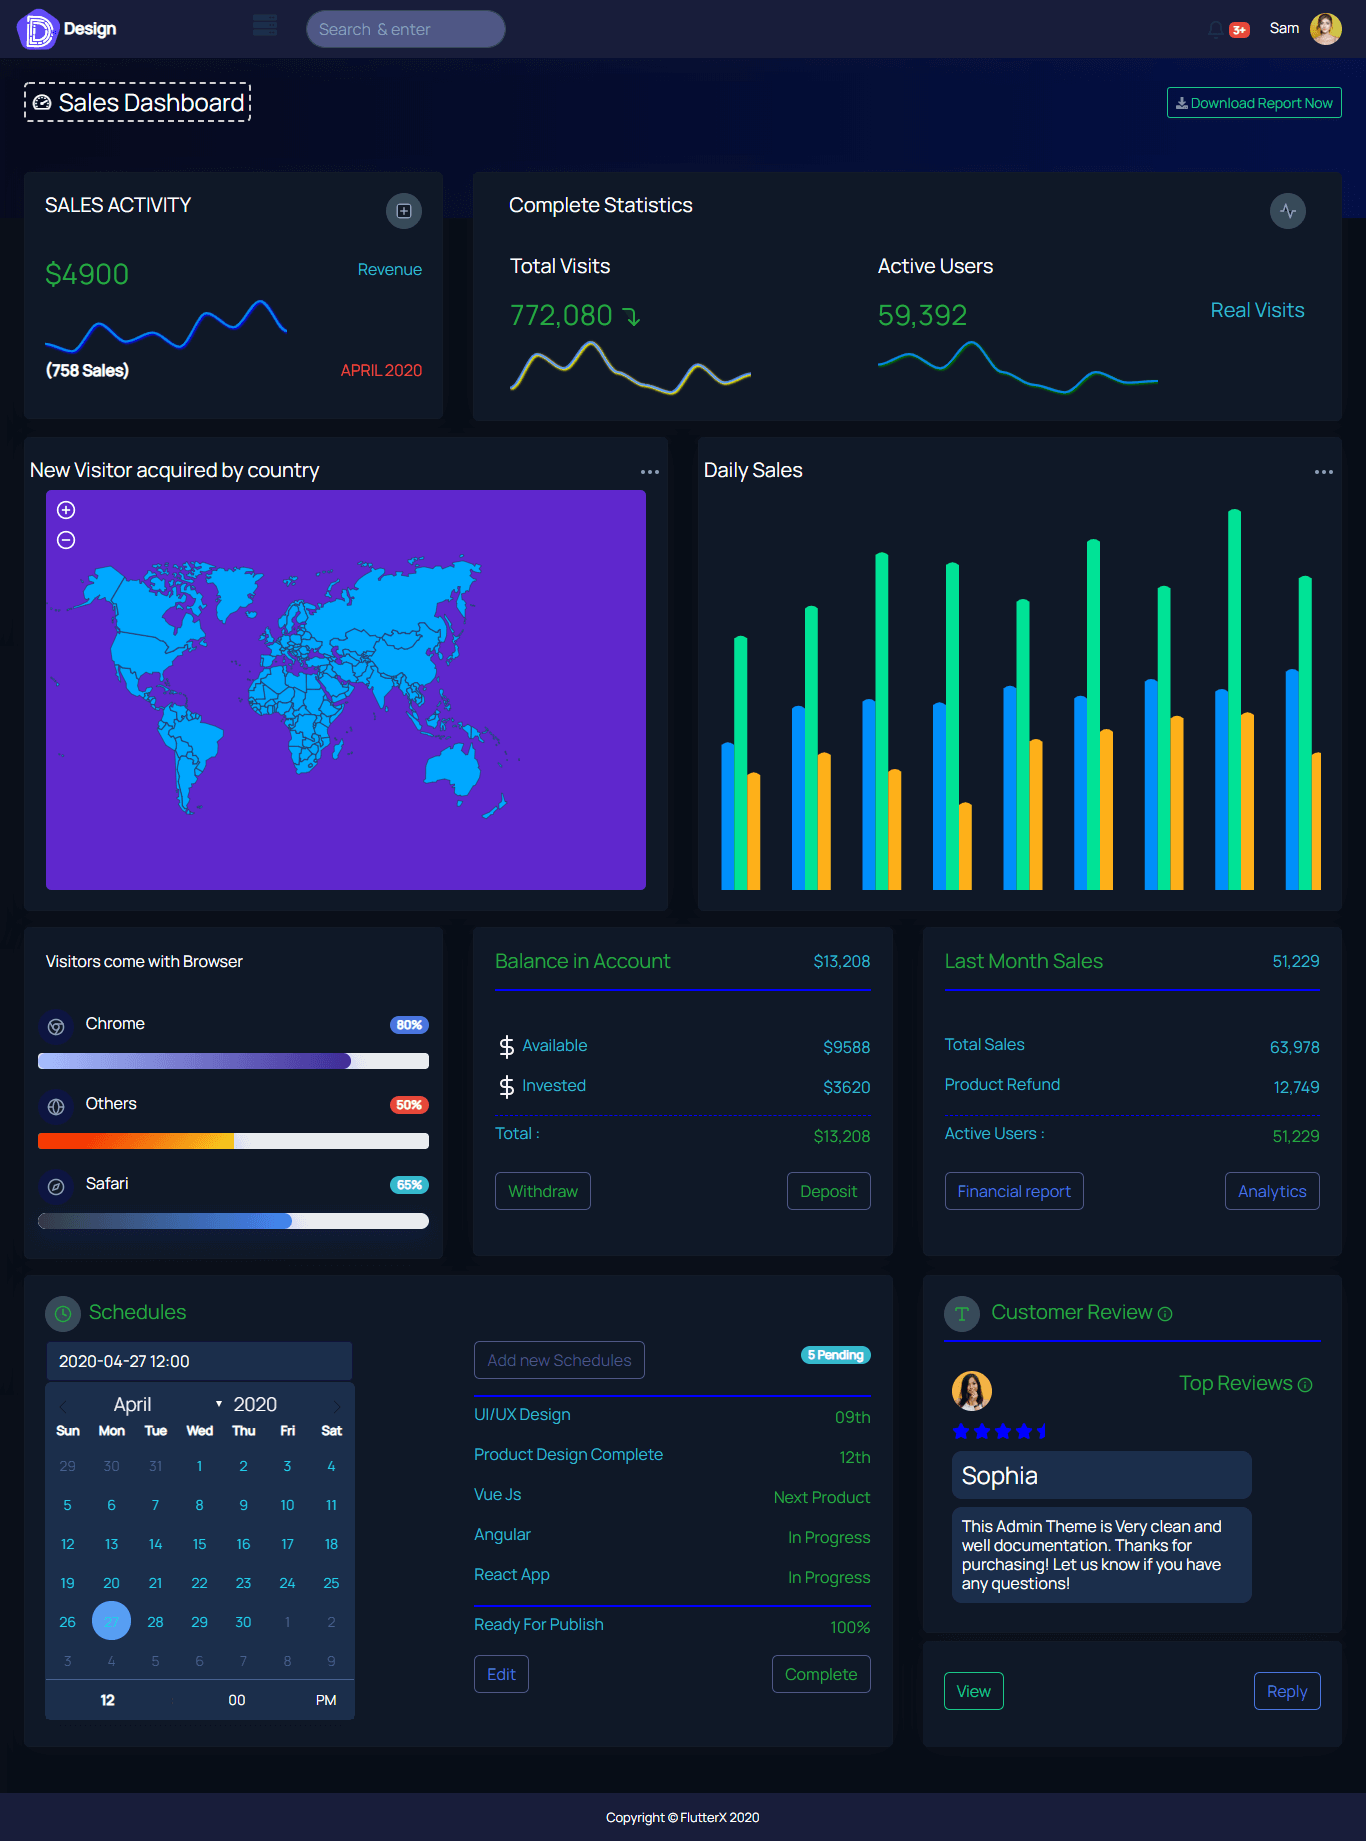 Design
Search & enter
3+
Sam
Sales Dashboard
Download Report Now
SALES ACTIVITY
$4900
Revenue
(758 Sales)
APRIL 2020
Complete Statistics
Total Visits
772,080
Active Users
59,392
Real Visits
New Visitor acquired by country
Daily Sales
Visitors come with Browser
Chrome
80%
Others
50%
Safari
65%
Balance in Account
$13,208
$ Available
$9588
$ Invested
$3620
Total :
$13,208
Withdraw
Deposit
Last Month Sales
51,229
Total Sales
63,978
Product Refund
12,749
Active Users :
51,229
Financial report
Analytics
Schedules
2020-04-27 12:00
April 2020
Sun Mon Tue Wed Thu Fri Sat
29 30 31 1 2 3 4
5 6 7 8 9 10 11
12 13 14 15 16 17 18
19 20 21 22 23 24 25
26 27 28 29 30 1 2
3 4 5 6 7 8 9
12 : 00 PM
Add new Schedules
5 Pending
UI/UX Design
09th
Product Design Complete
12th
Vue Js
Next Product
Angular
In Progress
React App
In Progress
Ready For Publish
100%
Edit
Complete
Customer Review
Top Reviews
Sophia
This Admin Theme is Very clean and
well documentation. Thanks for
purchasing! Let us know if you have
any questions!
View
Reply
Copyright © FlutterX 2020